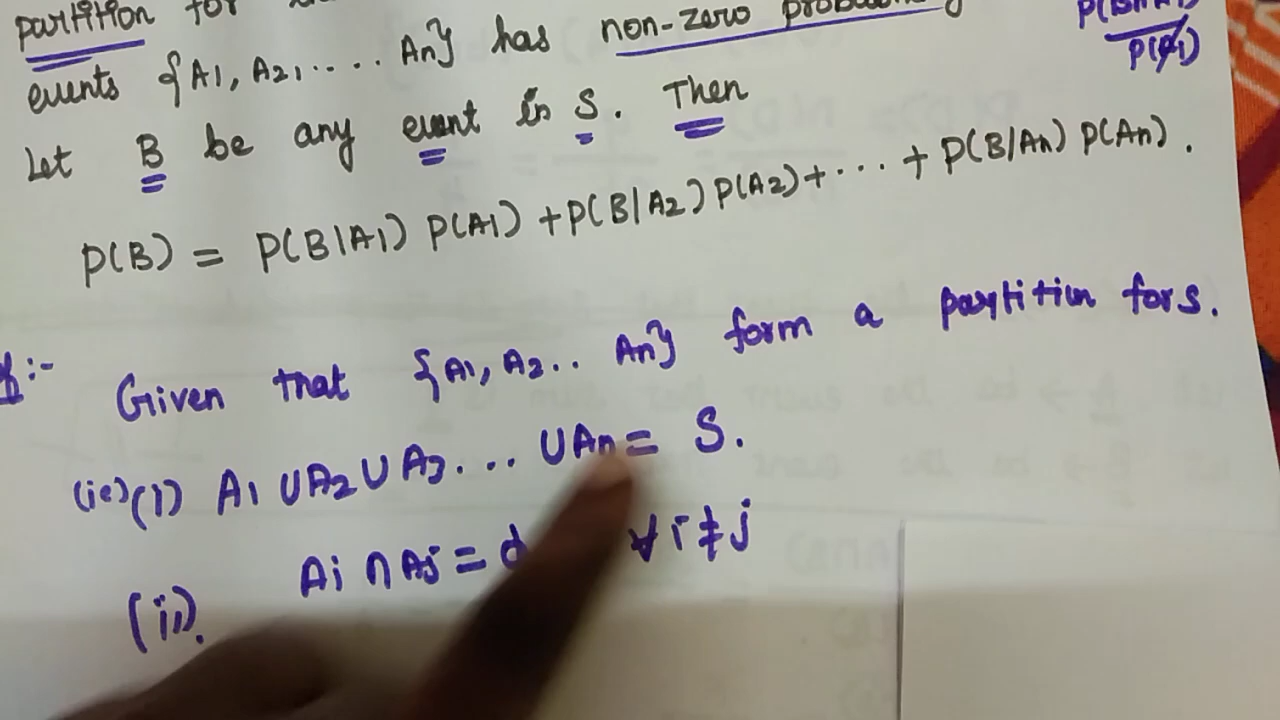 partition for
events {A1, A2, .... An} has non-zero
P(A1)
Let B be any event in S. Then
P(B) = P(B|A1) P(A1) + P(B|A2) P(A2) + ... + P(B|An) P(An).
Given that {A1, A2.. An} form a partition for S.
(ie) (i) A1 U A2 U A3 ... U An = S.
(ii). Ai ∩ Aj = ∀ i ≠ j